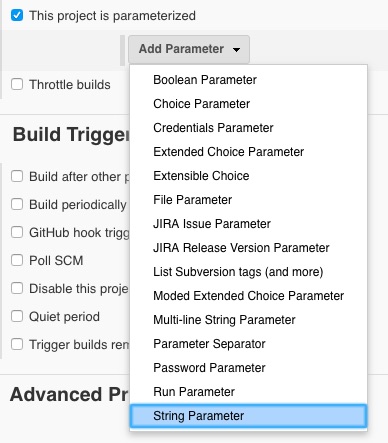 This project is parameterized
Add Parameter
Throttle builds
Boolean Parameter
Choice Parameter
Credentials Parameter
Extended Choice Parameter
Extensible Choice
File Parameter
JIRA Issue Parameter
JIRA Release Version Parameter
List Subversion tags (and more)
Moded Extended Choice Parameter
Multi-line String Parameter
Parameter Separator
Password Parameter
Run Parameter
String Parameter
Build Trigger
Build after other p
Build periodically
GitHub hook trigg
Poll SCM
Disable this proje
Quiet period
Trigger builds rem
Advanced Pr